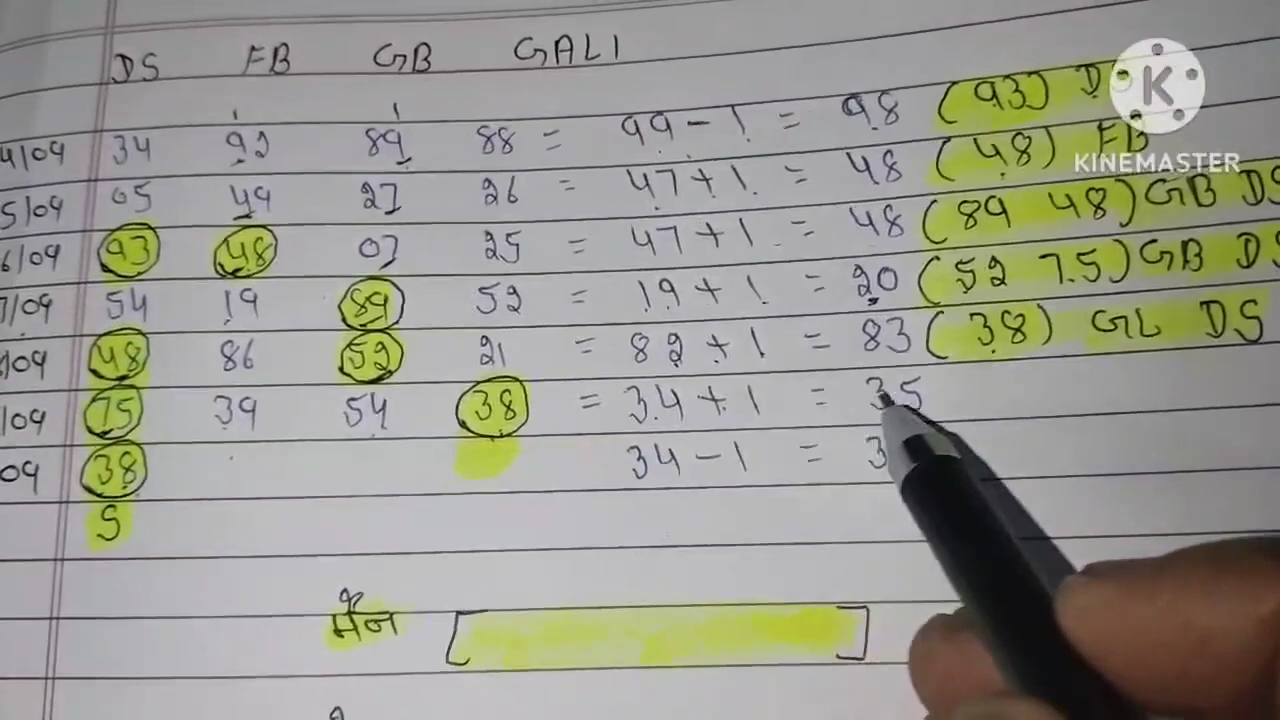 DS FB GB GALI
4/09 34 92 89 88 = 99-1 = 98 (93) DS
5/09 05 49 27 26 = 47+1 = 48 (48) FB
6/09 93 48 07 25 = 47+1 = 48 (89 48) GB DS
7/09 54 19 89 52 = 19+1 = 20 (52 75) GB DS
/09 48 86 52 21 = 82+1 = 83 (38) GL DS
/09 75 39 54 38 = 34+1 = 35
09 38 34-1 = 3
S
मैन [ ]
KINEMASTER